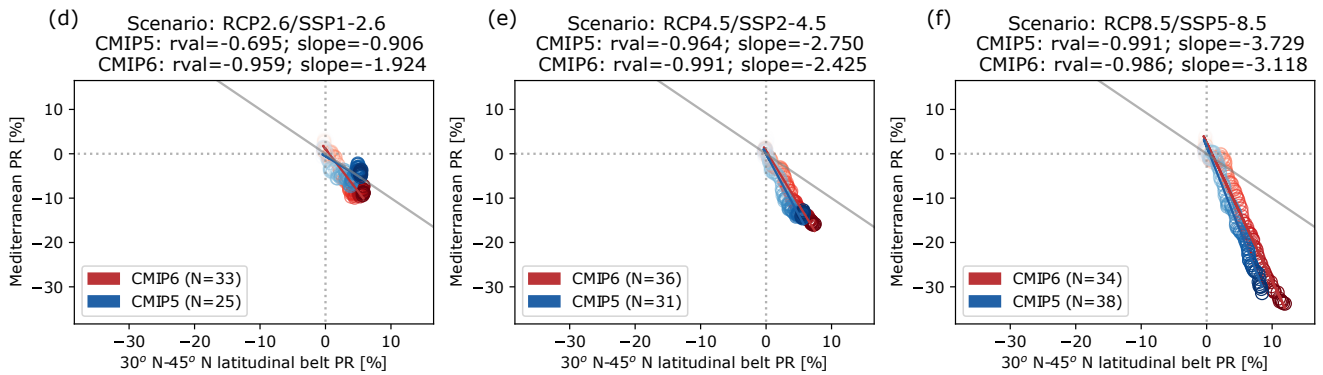 (d)
Scenario: RCP2.6/SSP1-2.6
CMIP5: rval=-0.695; slope=-0.906
CMIP6: rval=-0.959; slope=-1.924
Mediterranean PR [%]
10
0
−10
−20
−30
CMIP6 (N=33)
CMIP5 (N=25)
−30 −20 −10 0 10
30° N-45° N latitudinal belt PR [%]
(e)
Scenario: RCP4.5/SSP2-4.5
CMIP5: rval=-0.964; slope=-2.750
CMIP6: rval=-0.991; slope=-2.425
Mediterranean PR [%]
10
0
−10
−20
−30
CMIP6 (N=36)
CMIP5 (N=31)
−30 −20 −10 0 10
30° N-45° N latitudinal belt PR [%]
(f)
Scenario: RCP8.5/SSP5-8.5
CMIP5: rval=-0.991; slope=-3.729
CMIP6: rval=-0.986; slope=-3.118
Mediterranean PR [%]
10
0
−10
−20
−30
CMIP6 (N=34)
CMIP5 (N=38)
−30 −20 −10 0 10
30° N-45° N latitudinal belt PR [%]